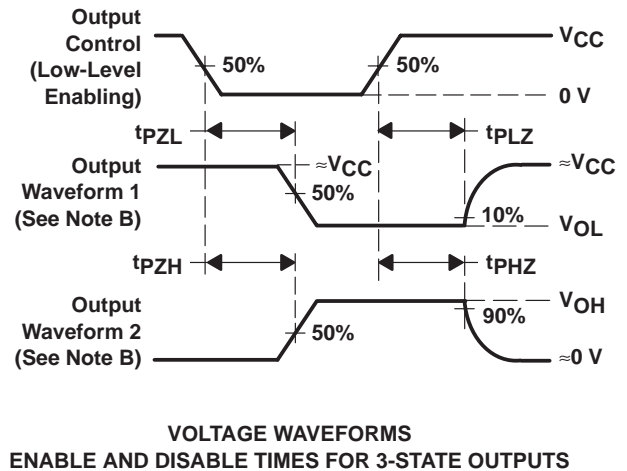 Output
Control
(Low-Level
Enabling)
50%
50%
VCC
0 V
tPZL
tPLZ
Output
Waveform 1
(See Note B)
≈VCC
50%
≈VCC
10%
VOL
tPZH
tPHZ
Output
Waveform 2
(See Note B)
50%
VOH
90%
≈0 V
VOLTAGE WAVEFORMS
ENABLE AND DISABLE TIMES FOR 3-STATE OUTPUTS